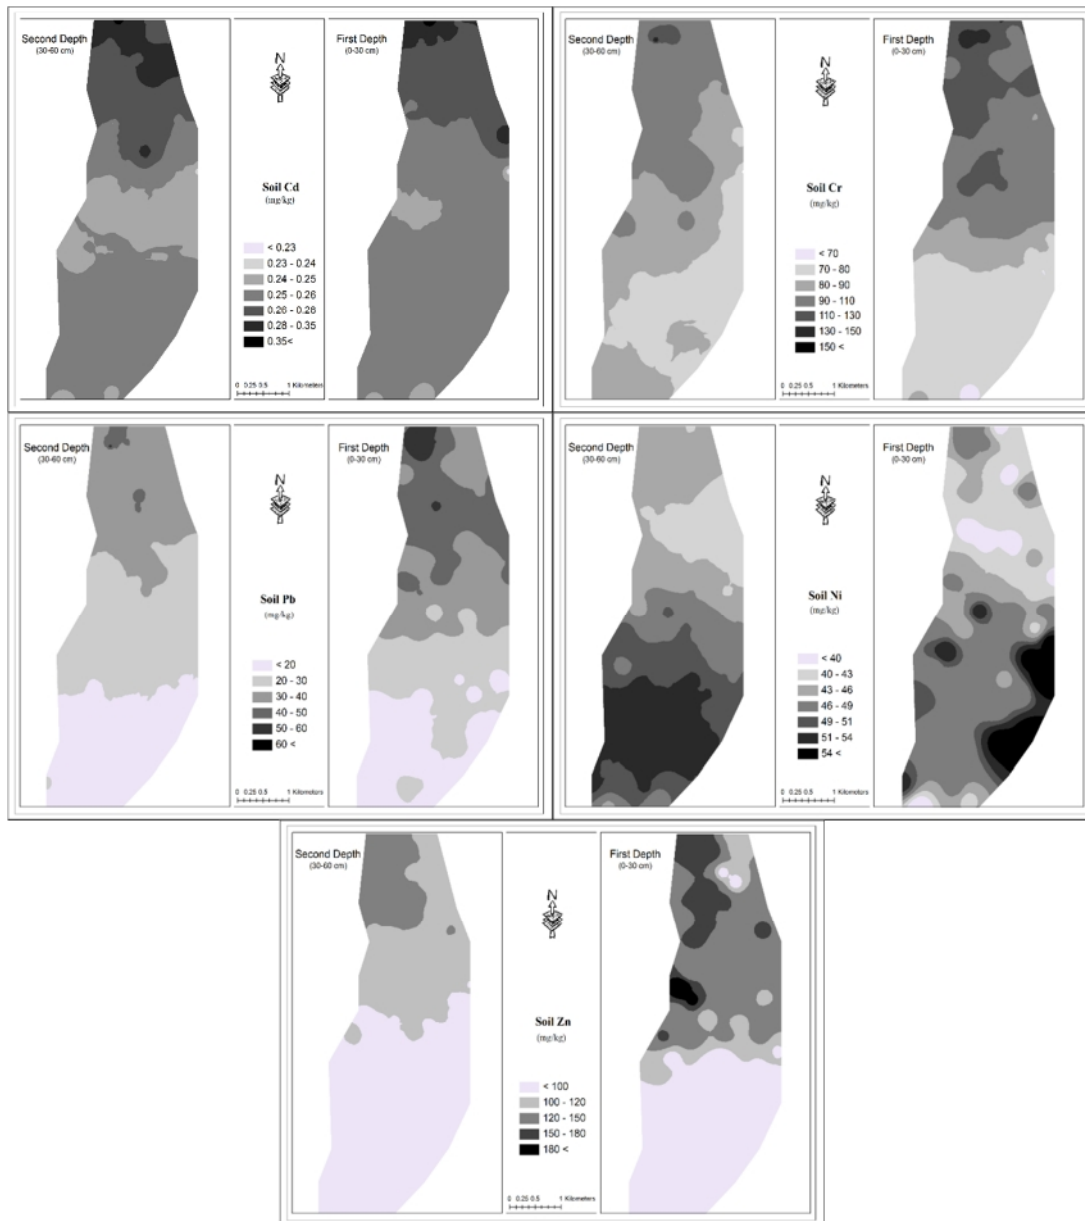 Second Depth
(30-60 cm)
N
Soil Cd
(mg/kg)
< 0.23
0.23 - 0.24
0.24 - 0.25
0.25 - 0.26
0.26 - 0.28
0.28 - 0.35
0.35<
0 0.25 0.5 1 Kilometers
First Depth
(0-30 cm)
Second Depth
(30-60 cm)
N
Soil Cr
(mg/kg)
< 70
70 - 80
80 - 90
90 - 110
110 - 130
130 - 150
150 <
0 0.25 0.5 1 Kilometers
First Depth
(0-30 cm)
Second Depth
(30-60 cm)
N
Soil Pb
(mg/kg)
< 20
20 - 30
30 - 40
40 - 50
50 - 60
60 <
0 0.25 0.5 1 Kilometers
First Depth
(0-30 cm)
Second Depth
(30-60 cm)
N
Soil Ni
(mg/kg)
< 40
40 - 43
43 - 46
46 - 49
49 - 51
51 - 54
54 <
0 0.25 0.5 1 Kilometers
First Depth
(0-30 cm)
Second Depth
(30-60 cm)
N
Soil Zn
(mg/kg)
< 100
100 - 120
120 - 150
150 - 180
180 <
0 0.25 0.5 1 Kilometers
First Depth
(0-30 cm)